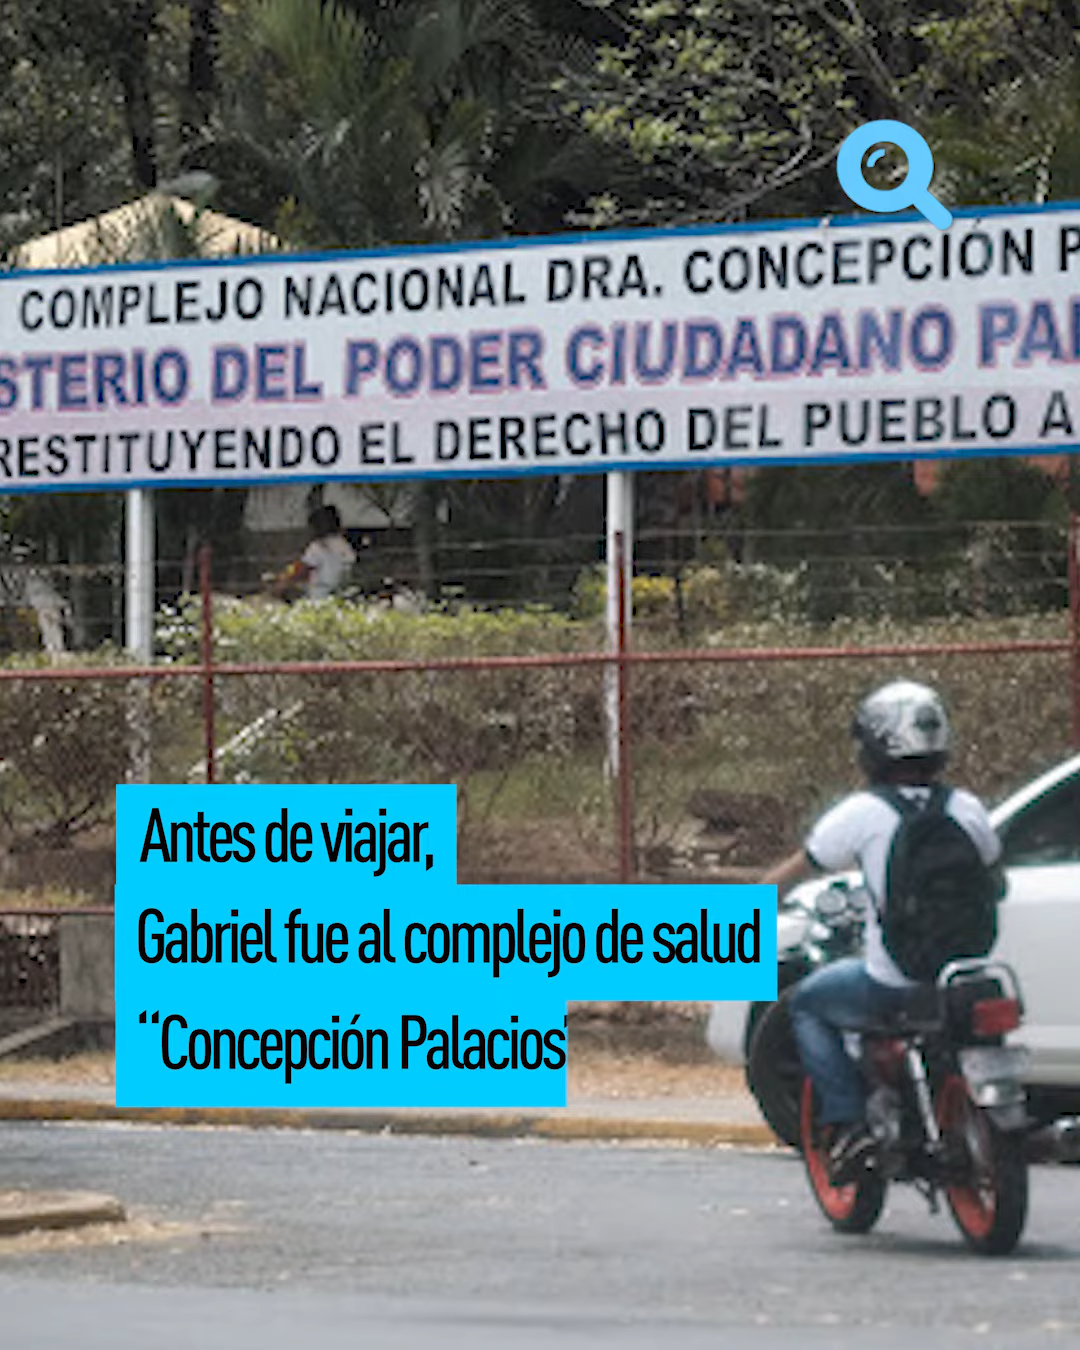 COMPLEJO NACIONAL DRA. CONCEPCIÓN P
STERIO DEL PODER CIUDADANO PAR
RESTITUYENDO EL DERECHO DEL PUEBLO A
Antes de viajar,
Gabriel fue al complejo de salud
“Concepción Palacios